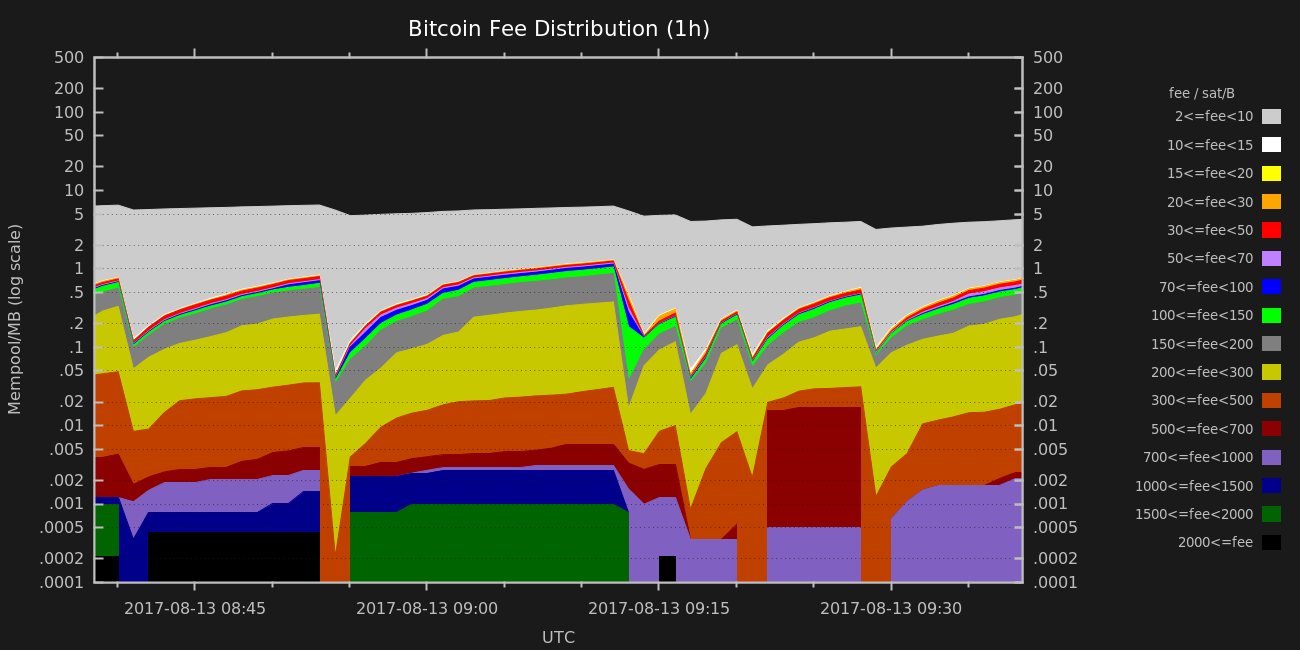 Bitcoin Fee Distribution (1h)
500
200
100
50
20
10
5
2
1
.5
.2
.1
.05
.02
.01
.005
.002
.001
.0005
.0002
.0001
Mempool/MB (log scale)
500
200
100
50
20
10
5
2
1
.5
.2
.1
.05
.02
.01
.005
.002
.001
.0005
.0002
.0001
2017-08-13 08:45
2017-08-13 09:00
2017-08-13 09:15
2017-08-13 09:30
UTC
fee / sat/B
2<=fee<10
10<=fee<15
15<=fee<20
20<=fee<30
30<=fee<50
50<=fee<70
70<=fee<100
100<=fee<150
150<=fee<200
200<=fee<300
300<=fee<500
500<=fee<700
700<=fee<1000
1000<=fee<1500
1500<=fee<2000
2000<=fee